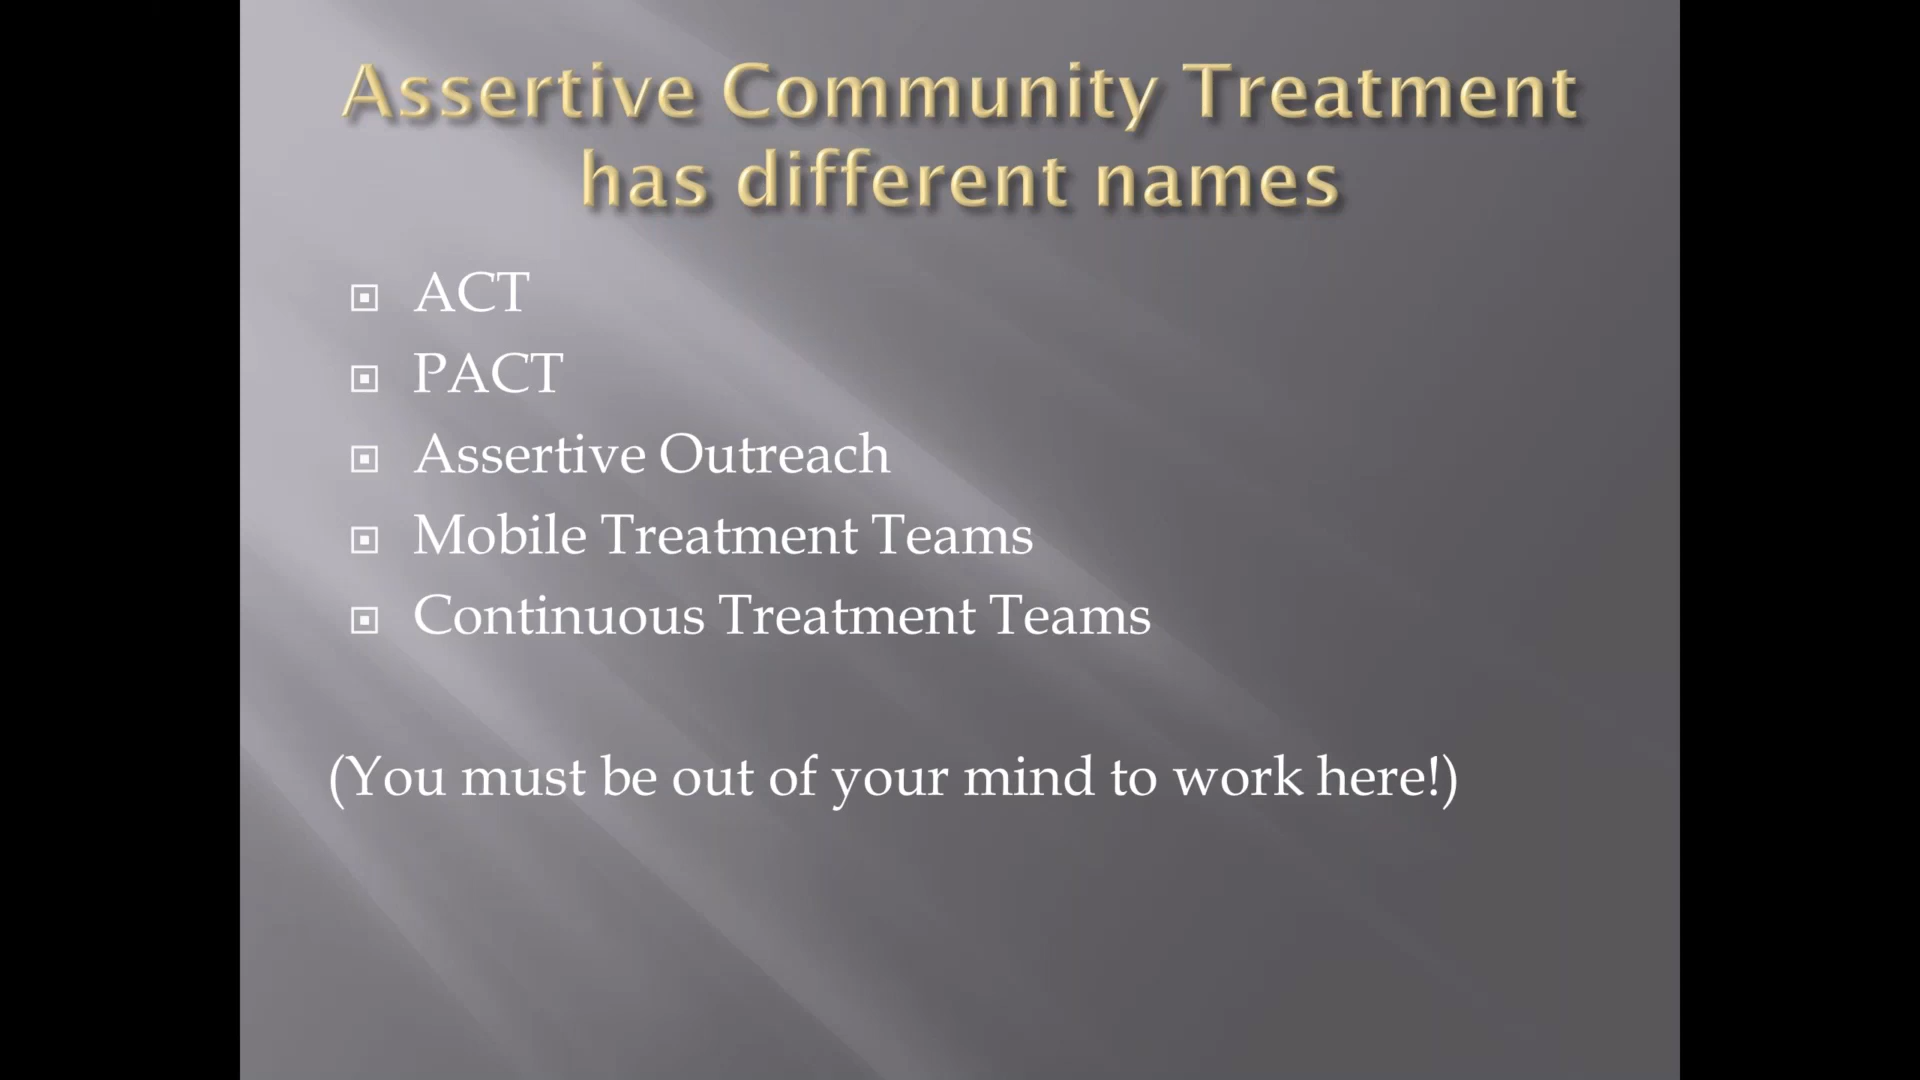 Assertive Community Treatment
has different names
ACT
PACT
Assertive Outreach
Mobile Treatment Teams
Continuous Treatment Teams
(You must be out of your mind to work here!)